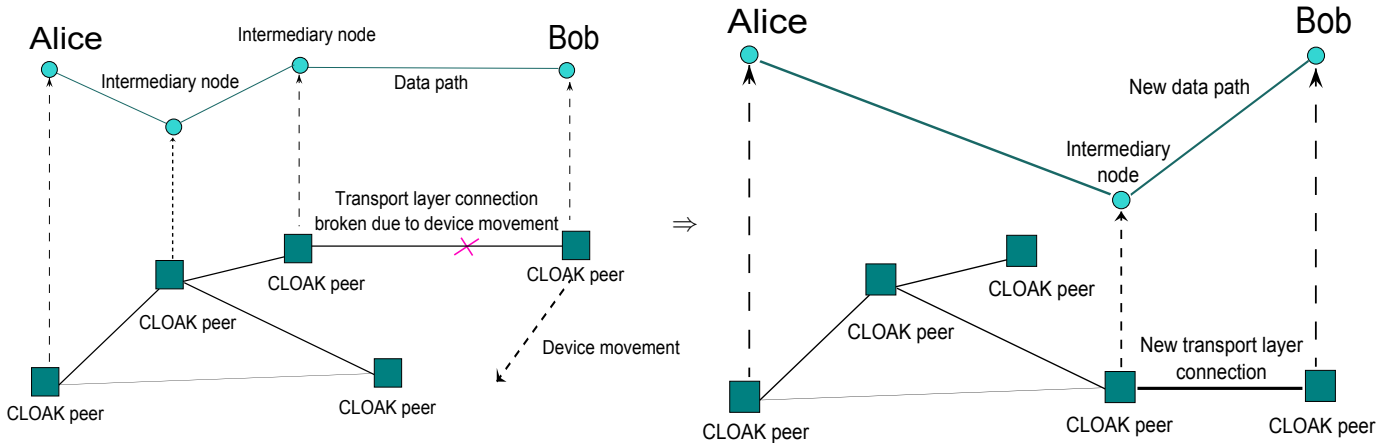 Alice
Intermediary node
Bob
Intermediary node
Data path
Transport layer connection
broken due to device movement
CLOAK peer
CLOAK peer
CLOAK peer
Device movement
CLOAK peer
CLOAK peer
⇒
Alice
Bob
New data path
Intermediary
node
CLOAK peer
CLOAK peer
New transport layer
connection
CLOAK peer
CLOAK peer
CLOAK peer